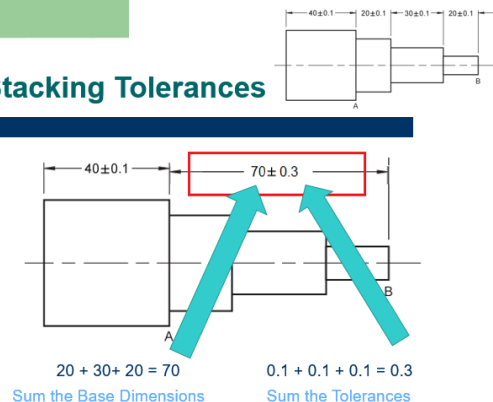 40±0.1 20±0.1 30±0.1 20±0.1
B
A
Stacking Tolerances
40±0.1 70± 0.3
B
A
20 + 30+ 20 = 70 0.1 + 0.1 + 0.1 = 0.3
Sum the Base Dimensions Sum the Tolerances